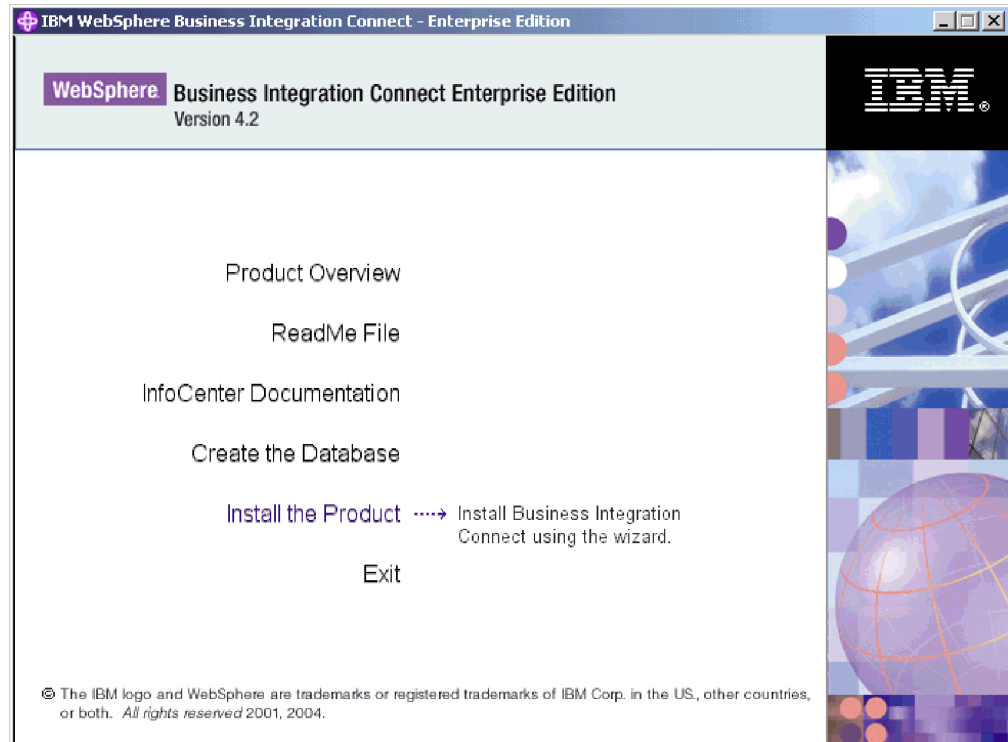 IBM WebSphere Business Integration Connect - Enterprise Edition
WebSphere. Business Integration Connect Enterprise Edition
Version 4.2
IBM®
Product Overview
ReadMe File
InfoCenter Documentation
Create the Database
Install the Product ····→ Install Business Integration
Connect using the wizard.
Exit
© The IBM logo and WebSphere are trademarks or registered trademarks of IBM Corp. in the US., other countries,
or both. All rights reserved 2001, 2004.